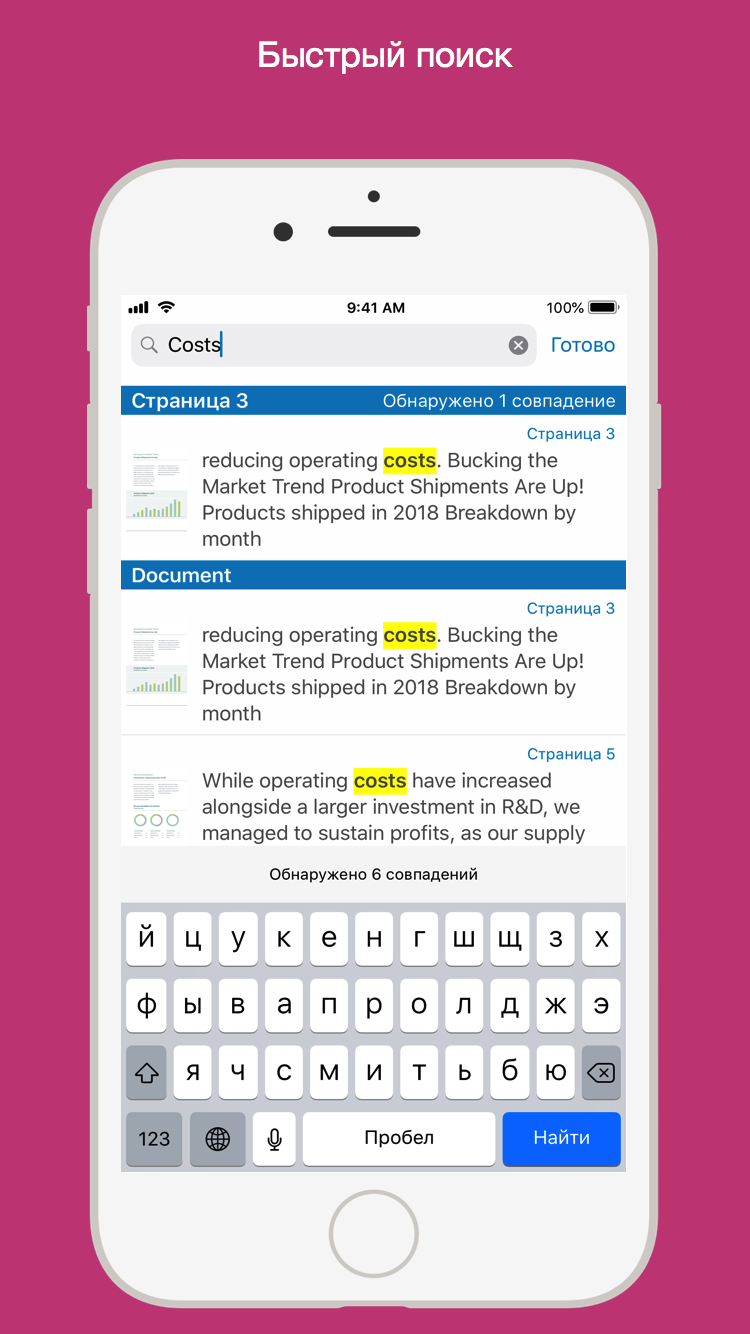 Быстрый поиск
9:41 AM
100%
Costs
Готово
Страница 3 Обнаружено 1 совпадение
Страница 3
reducing operating costs. Bucking the
Market Trend Product Shipments Are Up!
Products shipped in 2018 Breakdown by
month
Document
Страница 3
reducing operating costs. Bucking the
Market Trend Product Shipments Are Up!
Products shipped in 2018 Breakdown by
month
Страница 5
While operating costs have increased
alongside a larger investment in R&D, we
managed to sustain profits, as our supply
Обнаружено 6 совпадений
й ц у к е н г ш щ з х
ф ы в а п р о л д ж э
я ч с м и т ь б ю
123 Пробел Найти